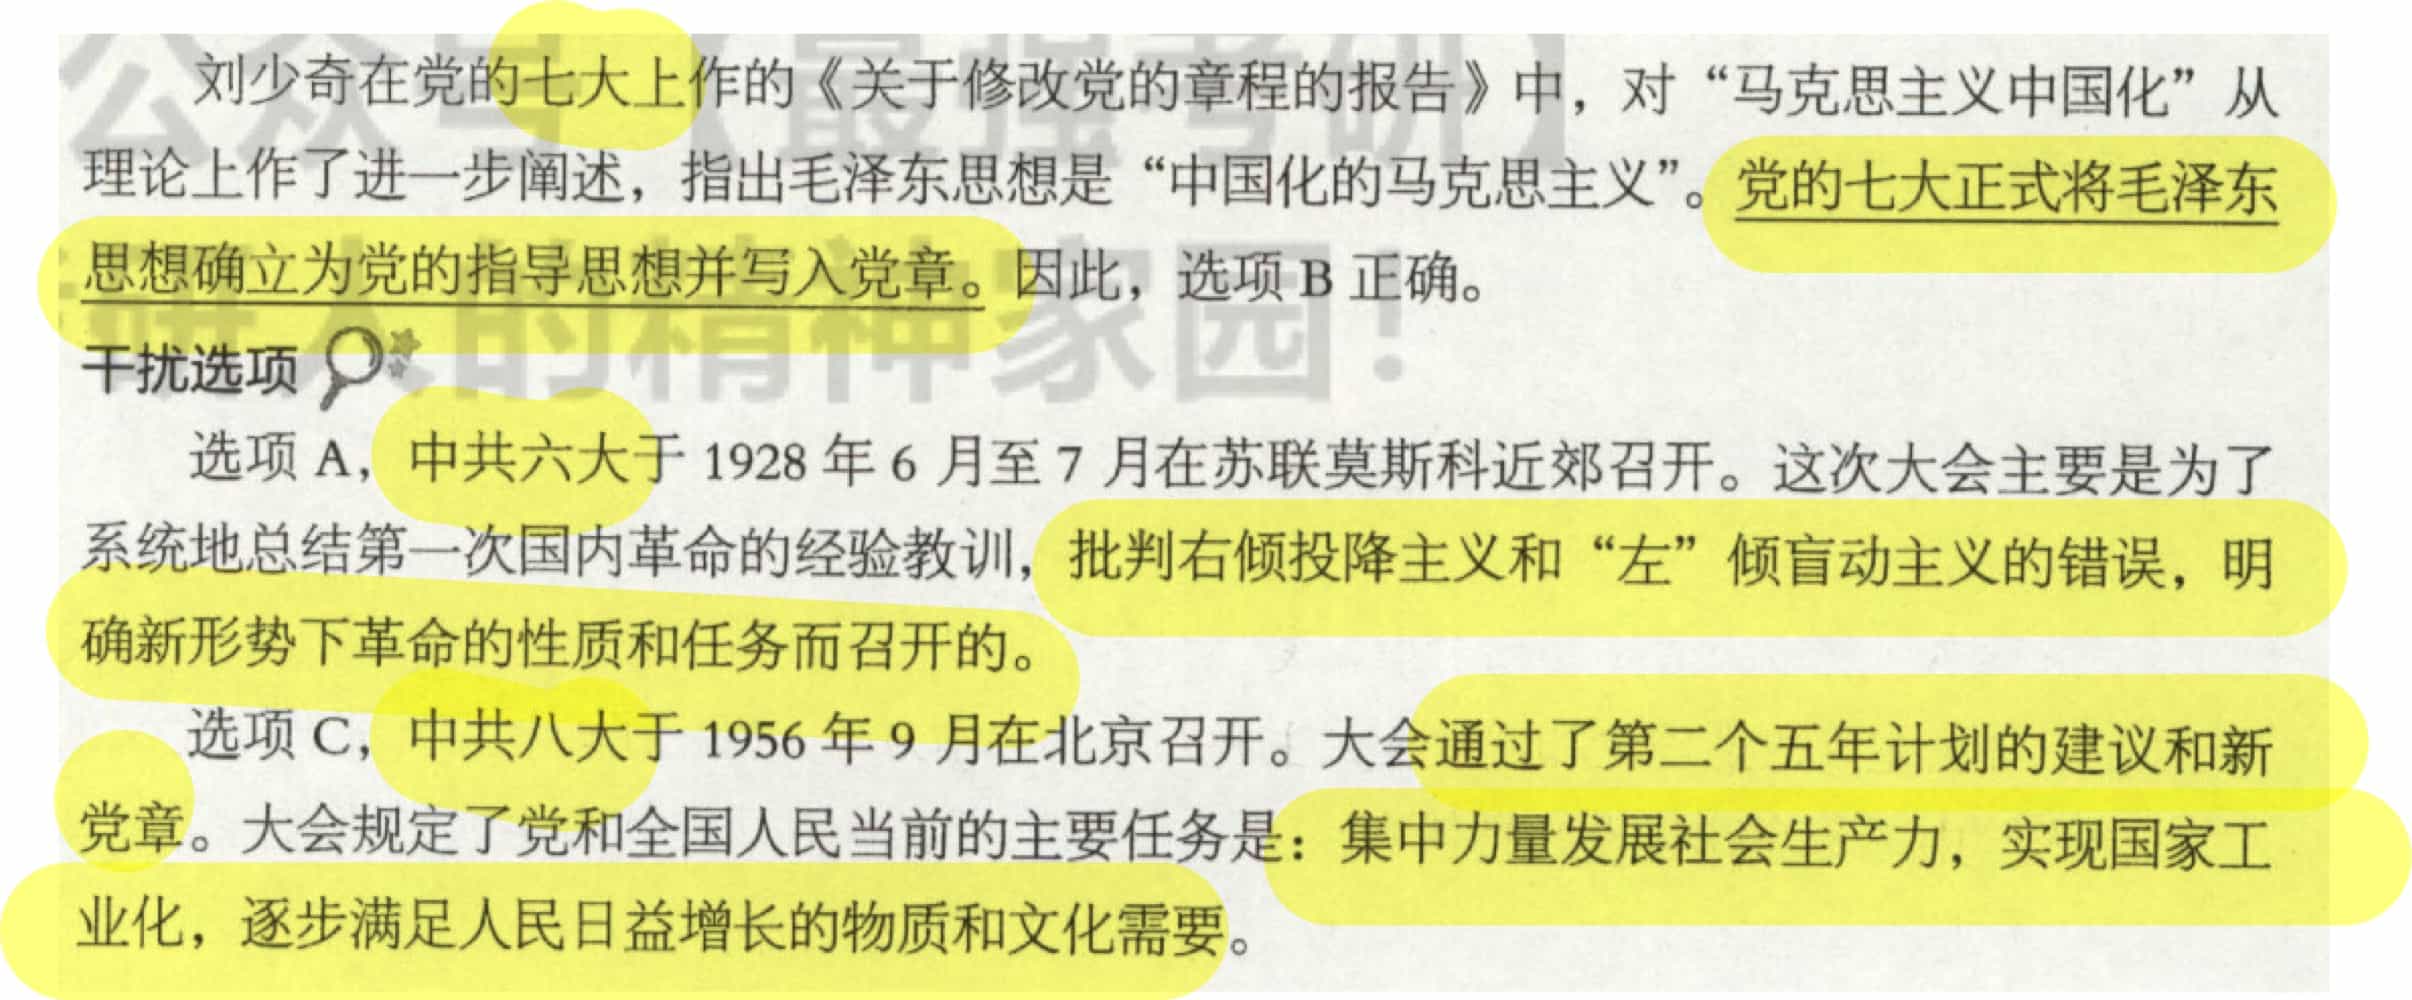 刘少奇在党的七大上作的《关于修改党的章程的报告》中，对“马克思主义中国化”从
理论上作了进一步阐述，指出毛泽东思想是“中国化的马克思主义”。党的七大正式将毛泽东
思想确立为党的指导思想并写入党章。因此，选项 B 正确。
干扰选项
选项 A，中共六大于 1928 年 6 月至 7 月在苏联莫斯科近郊召开。这次大会主要是为了
系统地总结第一次国内革命的经验教训，批判右倾投降主义和“左”倾盲动主义的错误，明
确新形势下革命的性质和任务而召开的。
选项 C，中共八大于 1956 年 9 月在北京召开。大会通过了第二个五年计划的建议和新
党章。大会规定了党和全国人民当前的主要任务是：集中力量发展社会生产力，实现国家工
业化，逐步满足人民日益增长的物质和文化需要。